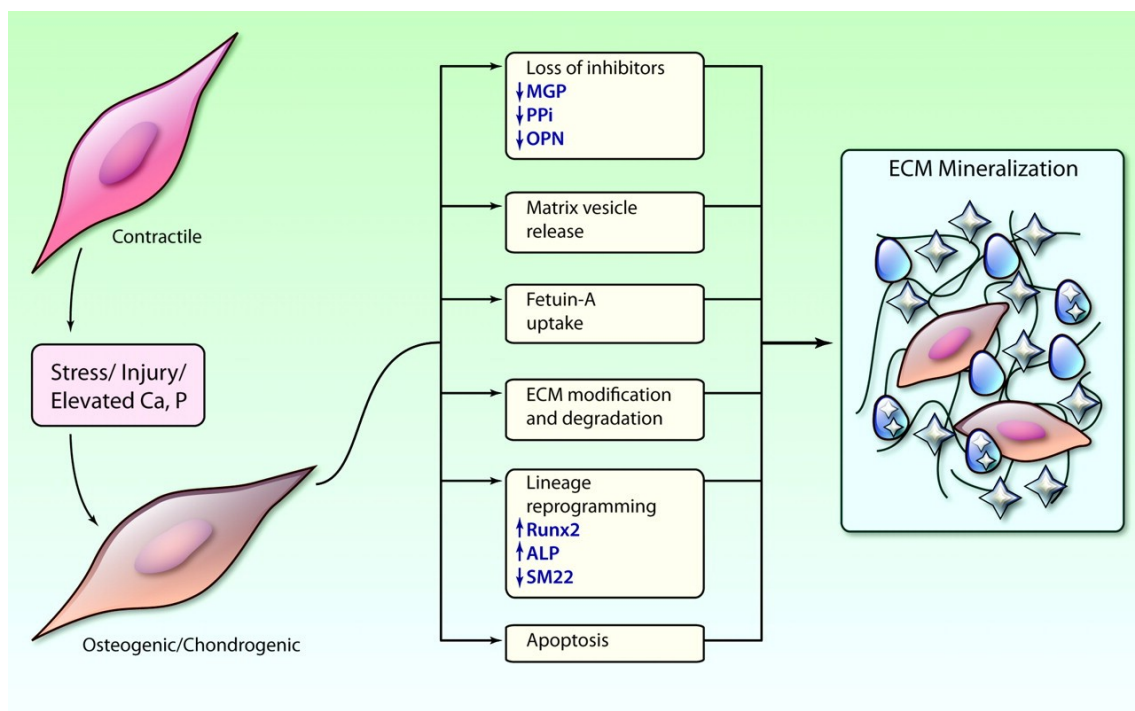 Contractile
Stress/ Injury/
Elevated Ca, P
Osteogenic/Chondrogenic
Loss of inhibitors
↓MGP
↓PPi
↓OPN
Matrix vesicle
release
Fetuin-A
uptake
ECM modification
and degradation
Lineage
reprogramming
↑Runx2
↑ALP
↓SM22
Apoptosis
ECM Mineralization